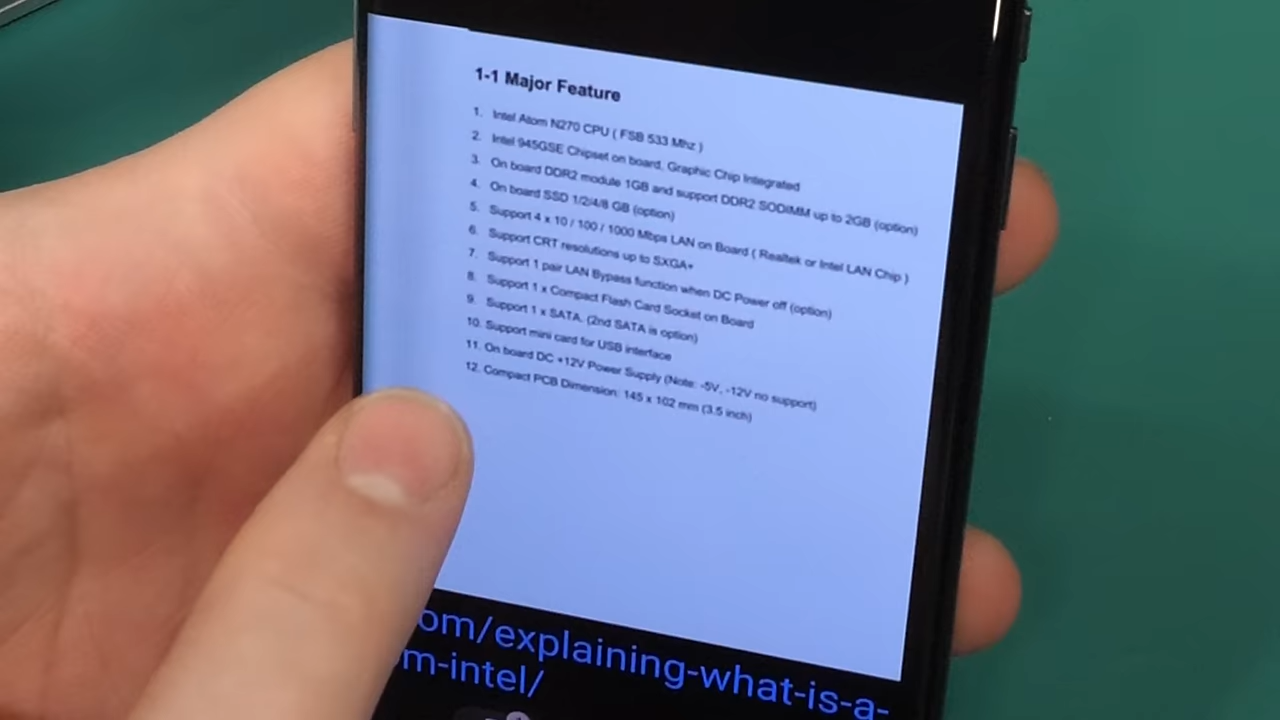 1-1 Major Feature
1. Intel Atom N270 CPU ( FSB 533 Mhz )
2. Intel 945GSE Chipset on board, Graphic Chip Integrated
3. On board DDR2 module 1GB and support DDR2 SODIMM up to 2GB (option)
4. On board SSD 1/2/4/8 GB (option)
5. Support 4 x 10 / 100 / 1000 Mbps LAN on Board ( Realtek or Intel LAN Chip )
6. Support CRT resolutions up to SXGA+
7. Support 1 pair LAN Bypass function when DC Power off (option)
8. Support 1 x Compact Flash Card Socket on Board
9. Support 1 x SATA. (2nd SATA is option)
10. Support mini card for USB interface
11. On board DC +12V Power Supply (Note: -5V, -12V no support)
12. Compact PCB Dimension: 145 x 102 mm (3.5 inch)
om/explaining-what-is-a-
m-intel/